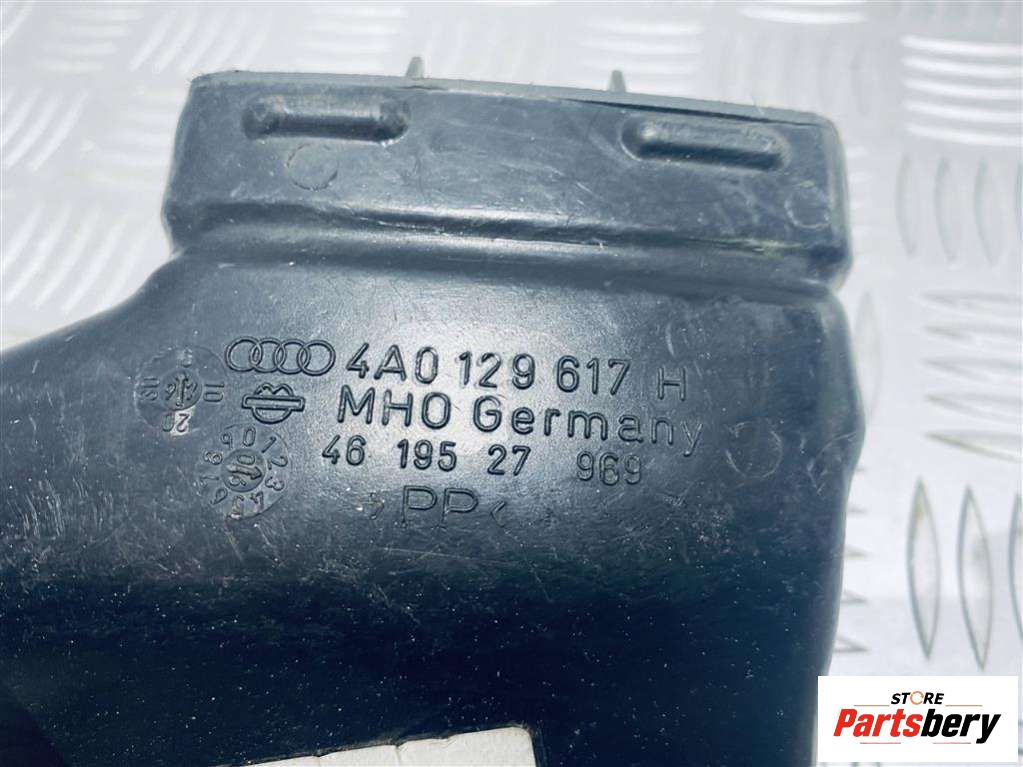 4A0 129 617 H
MHO Germany
46 195 27 969
>PP<
STORE
Partsbery